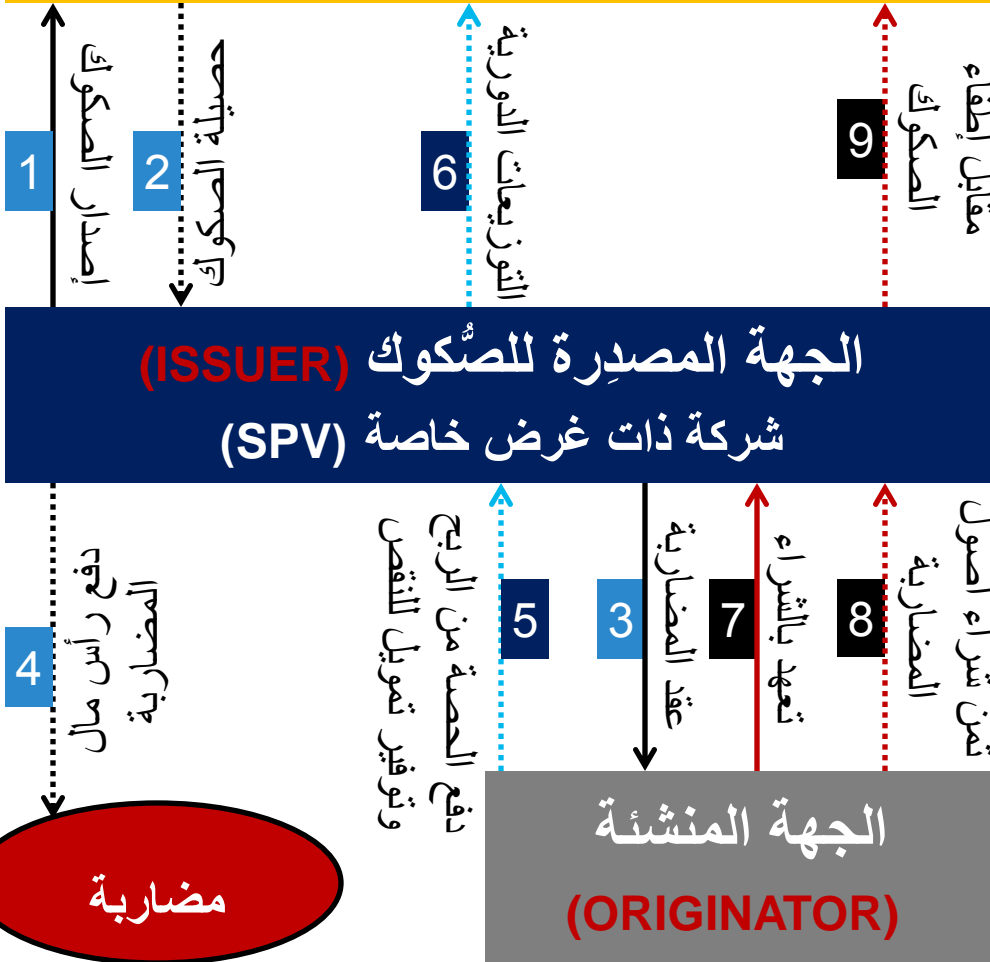 1
إصدار الصكوك
2
حصيلة الصكوك
6
التوزيعات الدورية
9
مقابل إطفاء
الصكوك
الجهة المصدِرة للصُّكوك (ISSUER)
شركة ذات غرض خاصة (SPV)
4
دفع رأس مال
المضاربة
دفع الحصة من الربح
وتوفير تمويل للنقص
5
3
عقد المضاربة
7
تعهد بالشراء
8
ثمن شراء أصول
المضاربة
مضاربة
الجهة المنشئة
(ORIGINATOR)